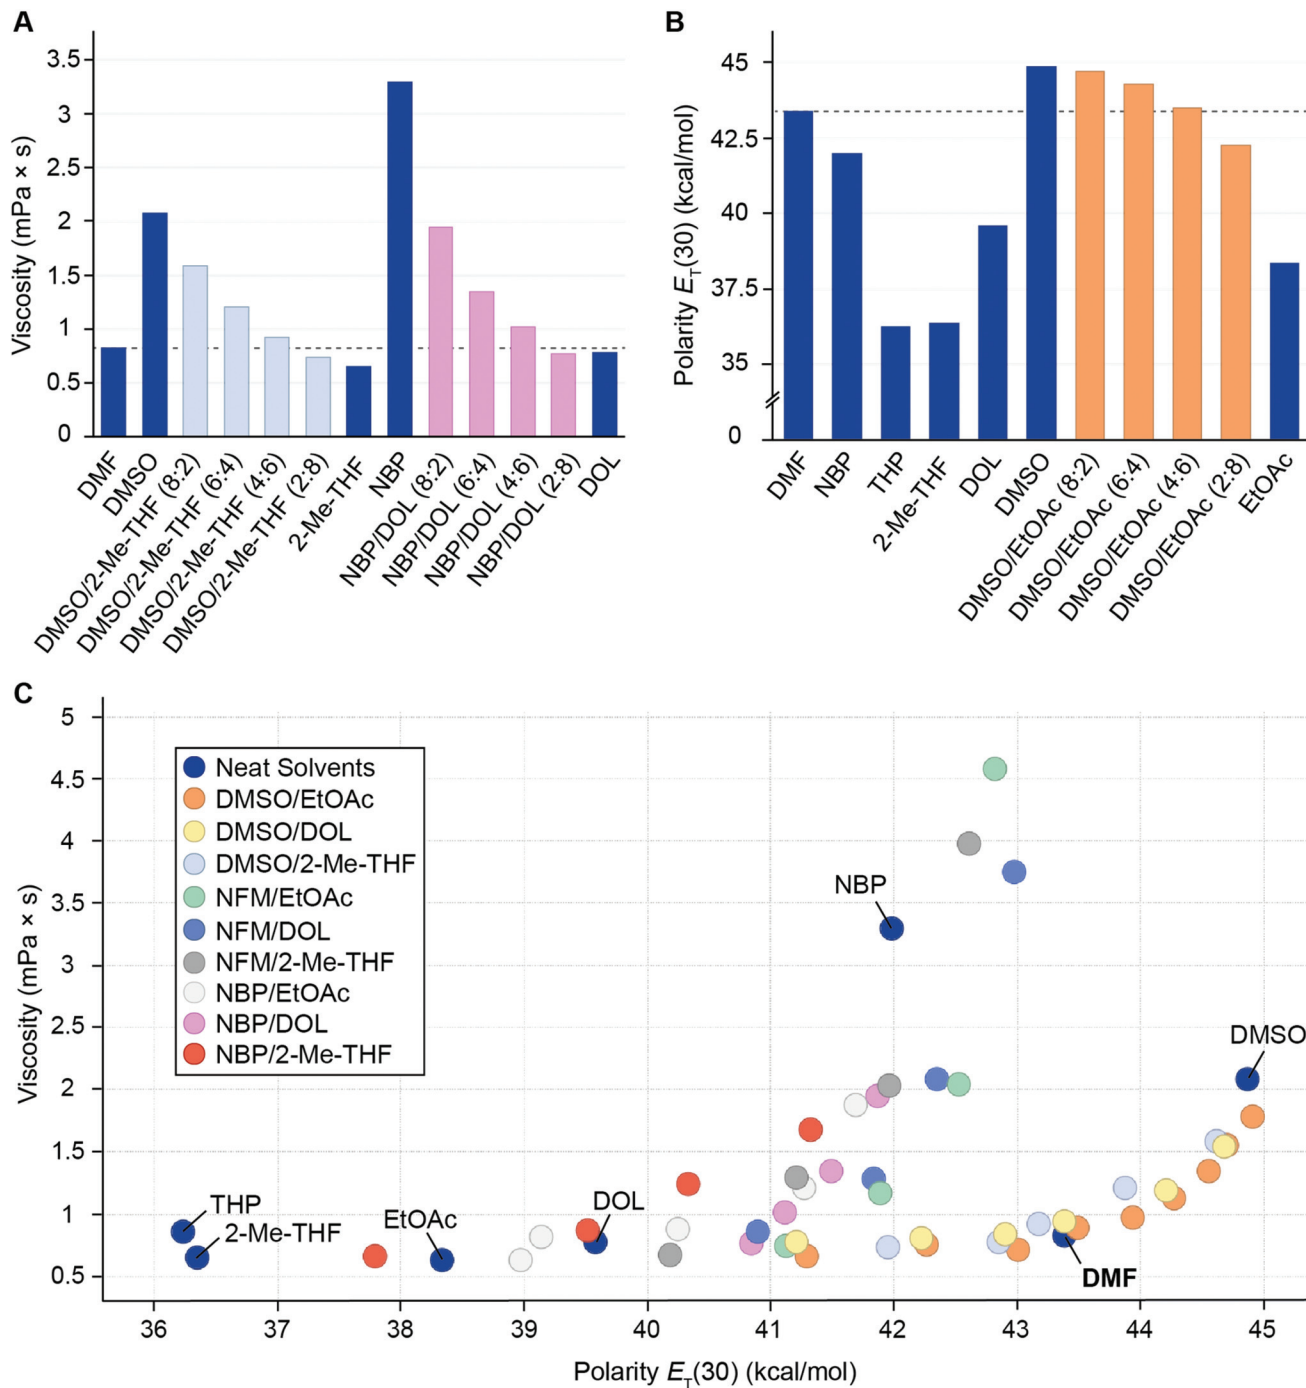 A
Viscosity (mPa × s)
3.5
3
2.5
2
1.5
1
0.5
0
DMF
DMSO
DMSO/2-Me-THF (8:2)
DMSO/2-Me-THF (6:4)
DMSO/2-Me-THF (4:6)
DMSO/2-Me-THF (2:8)
2-Me-THF
NBP
NBP/DOL (8:2)
NBP/DOL (6:4)
NBP/DOL (4:6)
NBP/DOL (2:8)
DOL
B
Polarity E_T(30) (kcal/mol)
45
42.5
40
37.5
35
0
DMF
NBP
THP
2-Me-THF
DOL
DMSO
DMSO/EtOAc (8:2)
DMSO/EtOAc (6:4)
DMSO/EtOAc (4:6)
DMSO/EtOAc (2:8)
EtOAc
C
Viscosity (mPa × s)
5
4.5
4
3.5
3
2.5
2
1.5
1
0.5
Neat Solvents
DMSO/EtOAc
DMSO/DOL
DMSO/2-Me-THF
NFM/EtOAc
NFM/DOL
NFM/2-Me-THF
NBP/EtOAc
NBP/DOL
NBP/2-Me-THF
NBP
DMSO
THP
2-Me-THF
EtOAc
DOL
DMF
36 37 38 39 40 41 42 43 44 45
Polarity E_T(30) (kcal/mol)